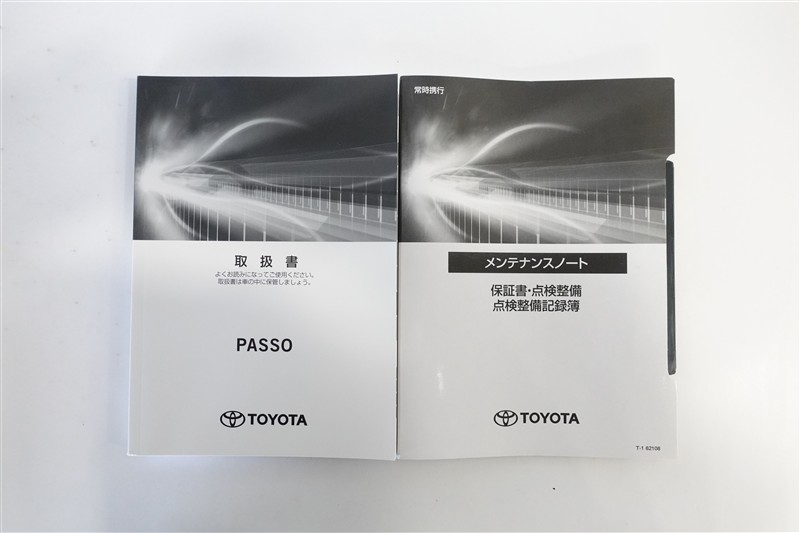 取扱書
よくお読みになってご使用ください。
取扱書は車の中に保管しましょう。
PASSO
TOYOTA
常時携行
メンテナンスノート
保証書・点検整備
点検整備記録簿
TOYOTA
T-1 62108